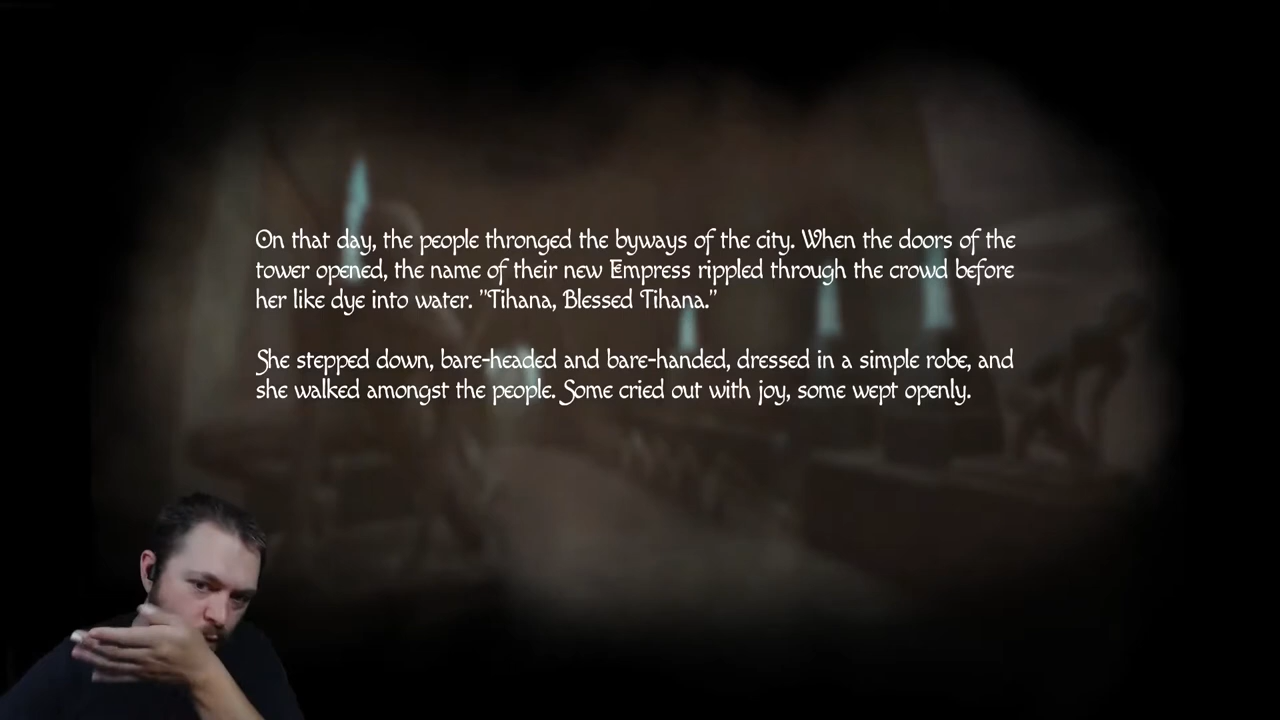 On that day, the people thronged the byways of the city. When the doors of the
tower opened, the name of their new Empress rippled through the crowd before
her like dye into water. "Tihana, Blessed Tihana."
She stepped down, bare-headed and bare-handed, dressed in a simple robe, and
she walked amongst the people. Some cried out with joy, some wept openly.